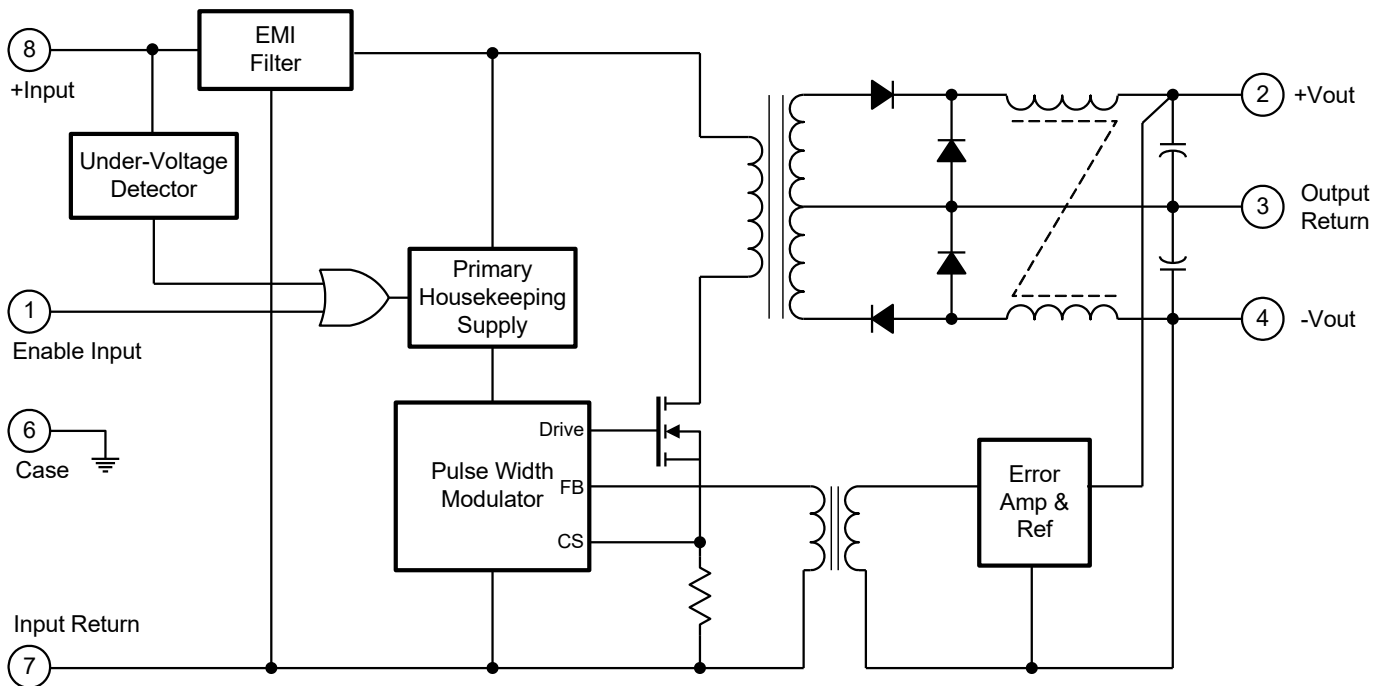 8
+Input
EMI
Filter
2
+Vout
Under-Voltage
Detector
3
Output
Return
Primary
Housekeeping
Supply
1
Enable Input
4
-Vout
6
Case
Drive
Pulse Width
Modulator
FB
CS
Error
Amp &
Ref
Input Return
7